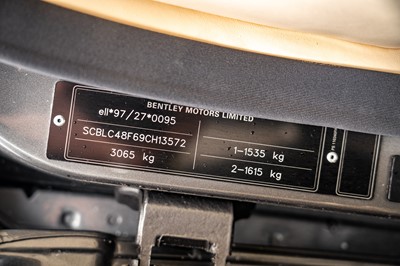 BENTLEY MOTORS LIMITED
e11*97/27*0095
SCBLC48F69CH13572
3065 kg
1-1535 kg
2-1615 kg